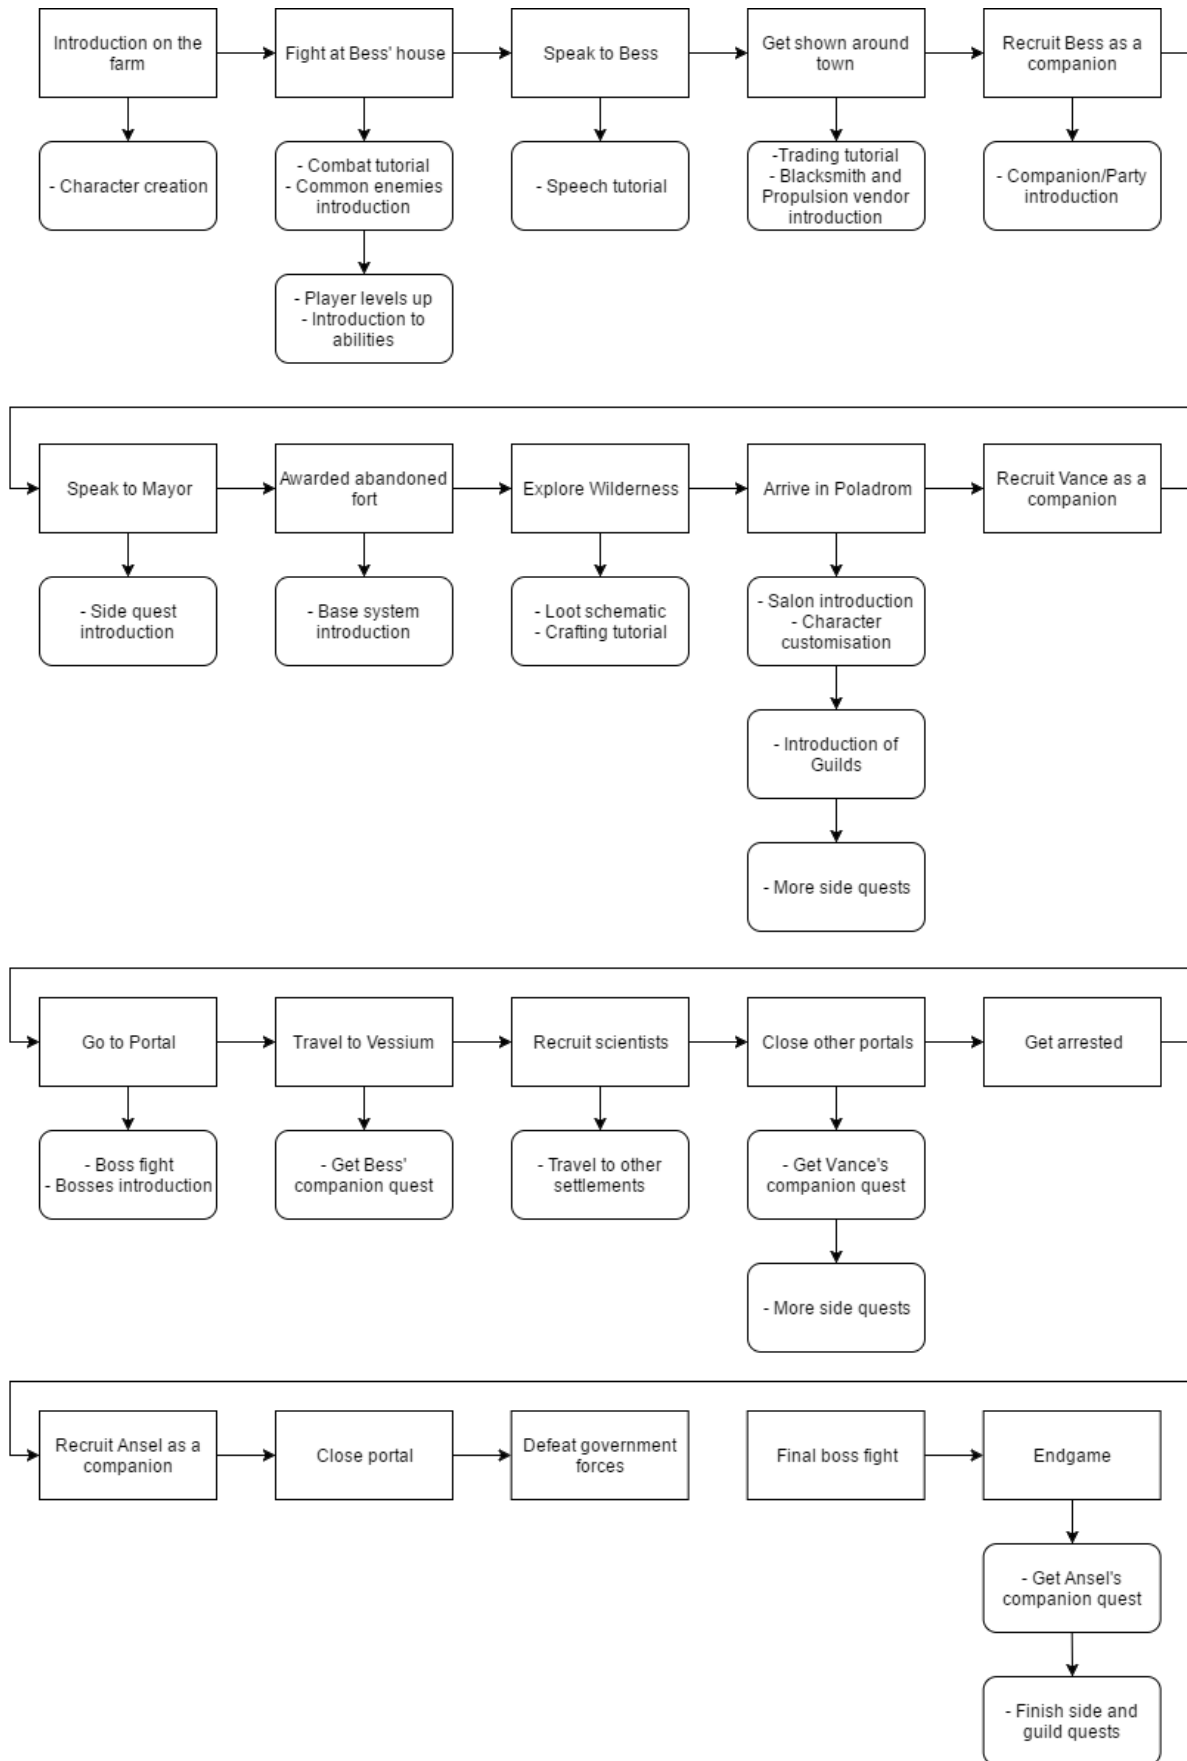 Introduction on the
farm
Fight at Bess' house
Speak to Bess
Get shown around
town
Recruit Bess as a
companion
- Character creation
- Combat tutorial
- Common enemies
introduction
- Speech tutorial
-Trading tutorial
- Blacksmith and
Propulsion vendor
introduction
- Companion/Party
introduction
- Player levels up
- Introduction to
abilities
Speak to Mayor
Awarded abandoned
fort
Explore Wilderness
Arrive in Poladrom
Recruit Vance as a
companion
- Side quest
introduction
- Base system
introduction
- Loot schematic
- Crafting tutorial
- Salon introduction
- Character
customisation
- Introduction of
Guilds
- More side quests
Go to Portal
Travel to Vessium
Recruit scientists
Close other portals
Get arrested
- Boss fight
- Bosses introduction
- Get Bess'
companion quest
- Travel to other
settlements
- Get Vance's
companion quest
- More side quests
Recruit Ansel as a
companion
Close portal
Defeat government
forces
Final boss fight
Endgame
- Get Ansel's
companion quest
- Finish side and
guild quests